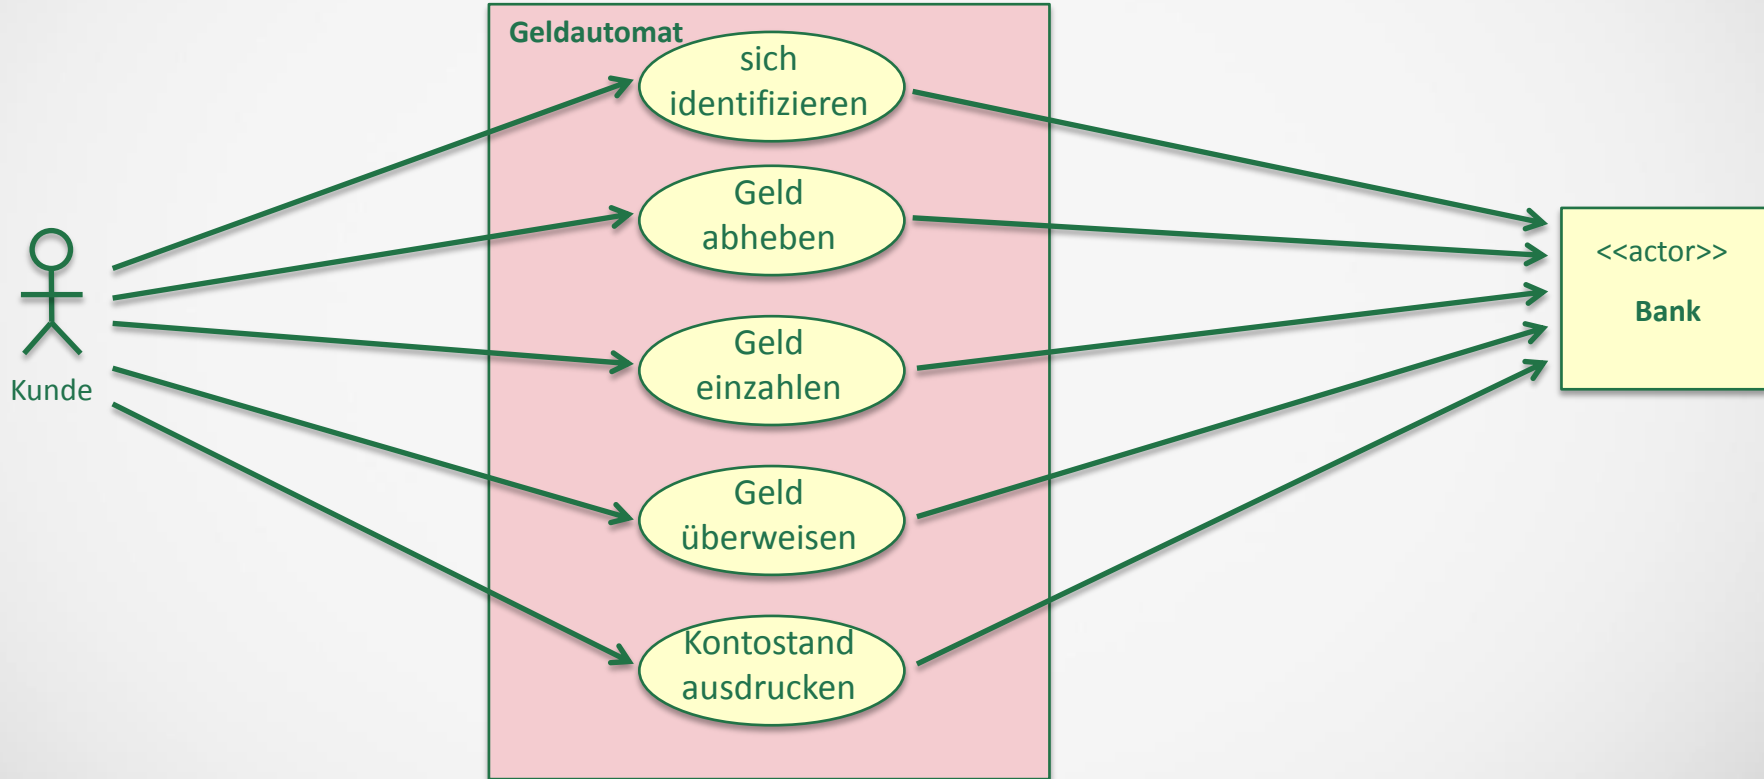 Geldautomat
sich
identifizieren
Geld
abheben
Geld
einzahlen
Geld
überweisen
Kontostand
ausdrucken
Kunde
<<actor>>
Bank